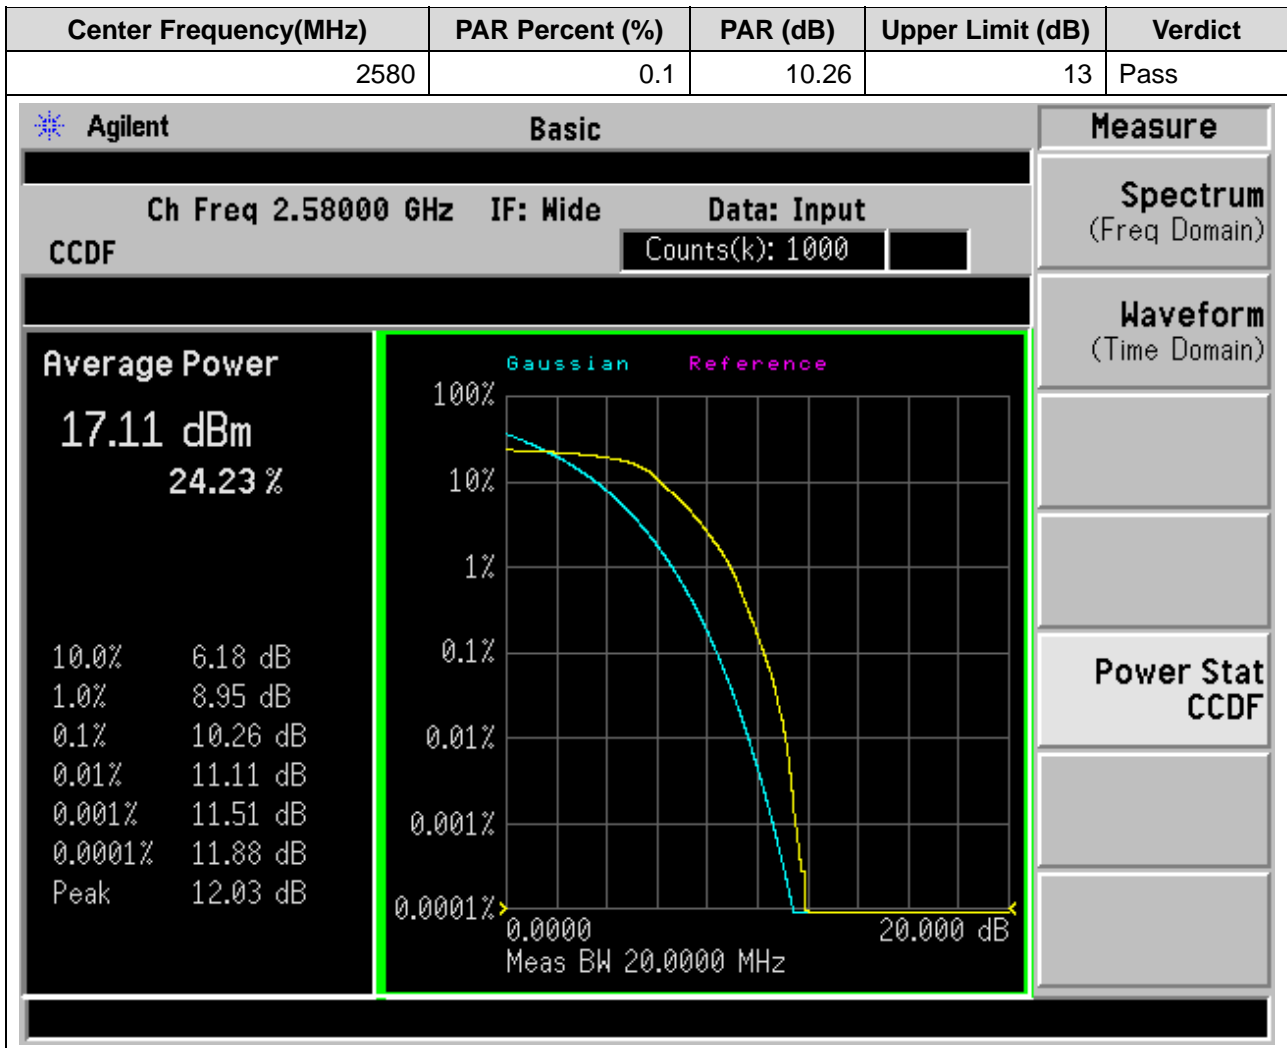 Center Frequency(MHz) PAR Percent (%) PAR (dB) Upper Limit (dB) Verdict
2580 0.1 10.26 13 Pass
Agilent Basic Measure
Ch Freq 2.58000 GHz IF: Wide Data: Input
CCDF Counts(k): 1000
Spectrum
(Freq Domain)
Waveform
(Time Domain)
Power Stat
CCDF
Average Power
17.11 dBm
24.23 %
10.0% 6.18 dB
1.0% 8.95 dB
0.1% 10.26 dB
0.01% 11.11 dB
0.001% 11.51 dB
0.0001% 11.88 dB
Peak 12.03 dB
Gaussian Reference
100%
10%
1%
0.1%
0.01%
0.001%
0.0001%
0.0000 20.000 dB
Meas BW 20.0000 MHz